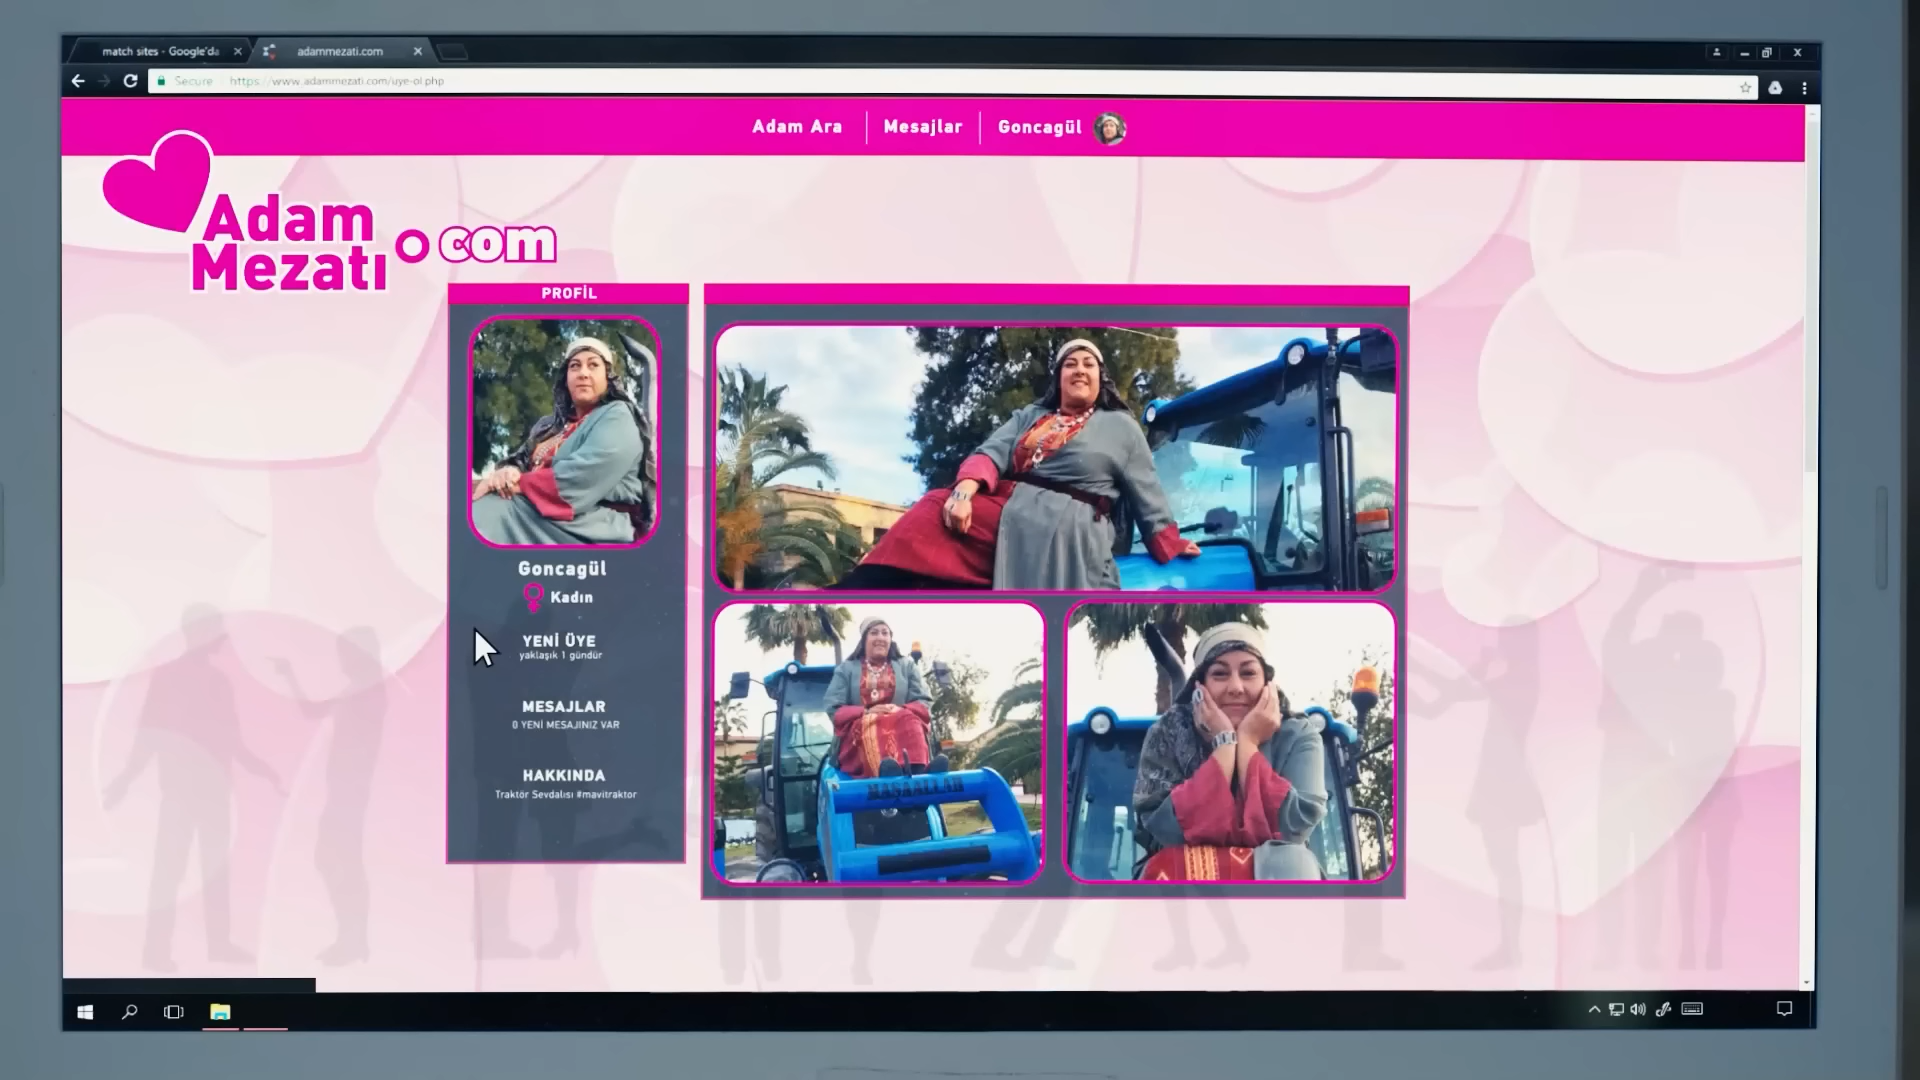 match sites - Google'da
adammezati.com
Secure https://www.adammezati.com/uye-ol.php
Adam Ara
Mesajlar
Goncagül
Adam
Mezatı
com
PROFİL
Goncagül
Kadın
YENİ ÜYE
yaklaşık 1 gündür
MESAJLAR
0 YENİ MESAJINIZ VAR
HAKKINDA
Traktör Sevdalısı #mavitraktor
MAŞAALLAH